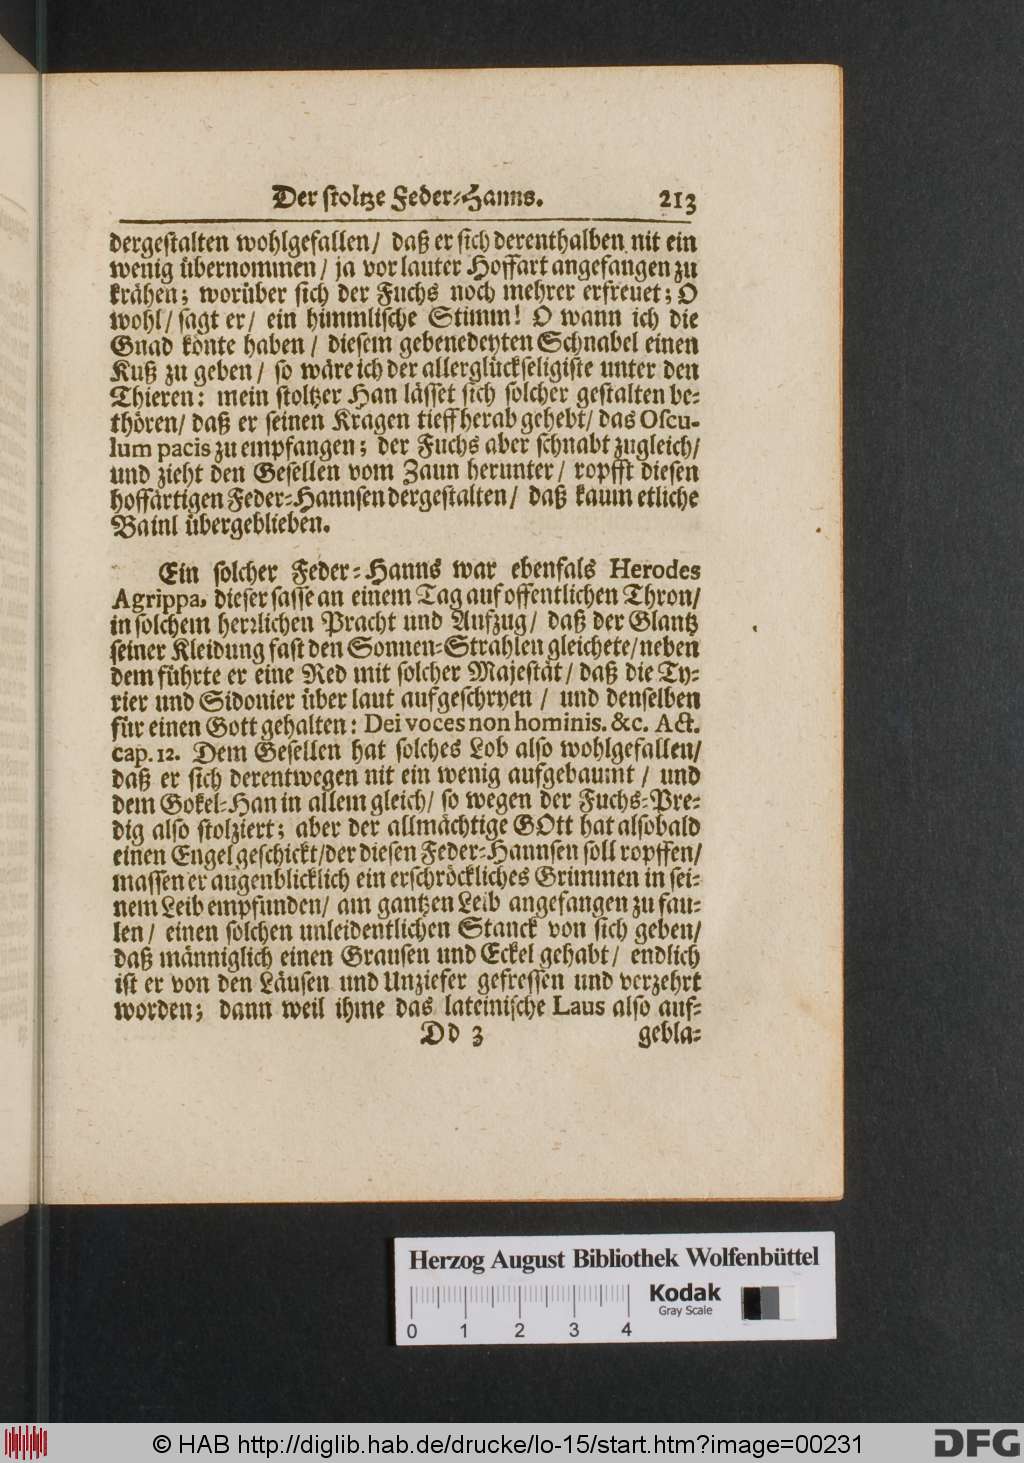 Der stoltze Feder-Hanns. 213
dergestalten wohlgefallen/ daß er sich derenthalben nit ein
wenig übernommen/ ja vor lauter Hoffart angefangen zu
krähen; worüber sich der Fuchs noch mehrer erfreuet; O
wohl/ sagt er/ ein himmlische Stimm! O wann ich die
Gnad könte haben/ diesem gebenedeyten Schnabel einen
Kuß zu geben/ so wäre ich der allerglückseligiste unter den
Thieren: mein stoltzer Han lässet sich solcher gestalten be-
thören/ daß er seinen Kragen tieff herab gehebt/ das Oscu-
lum pacis zu empfangen; der Fuchs aber schnabt zugleich/
und zieht den Gesellen vom Zaun herunter/ ropfft diesen
hoffärtigen Feder-Hannsen dergestalten/ daß kaum etliche
Bainl übergeblieben.
Ein solcher Feder-Hanns war ebenfals Herodes
Agrippa, dieser sasse an einem Tag auf offentlichen Thron/
in solchem herrlichen Pracht und Aufzug/ daß der Glantz
seiner Kleidung fast den Sonnen-Strahlen gleichete/ neben
dem führte er eine Red mit solcher Majestät/ daß die Ty-
rier und Sidonier über laut aufgeschryen/ und denselben
für einen Gott gehalten: Dei voces non hominis. &c. Act.
cap. 12. Dem Gesellen hat solches Lob also wohlgefallen/
daß er sich derentwegen nit ein wenig aufgebaumt/ und
dem Gokel-Han in allem gleich/ so wegen der Fuchs-Pre-
dig also stolziert; aber der allmächtige GOtt hat alsobald
einen Engel geschickt/ der diesen Feder-Hannsen soll ropffen/
massen er augenblicklich ein erschröckliches Grimmen in sei-
nem Leib empfunden/ am gantzen Leib angefangen zu fau-
len/ einen solchen unleidentlichen Stanck von sich geben/
daß männiglich einen Grausen und Eckel gehabt/ endlich
ist er von den Läusen und Unziefer gefressen und verzehrt
worden; dann weil ihme das lateinische Laus also auf-
Dd 3 gebla-
Herzog August Bibliothek Wolfenbüttel
Kodak
Gray Scale
0 1 2 3 4
© HAB http://diglib.hab.de/drucke/lo-15/start.htm?image=00231
DFG